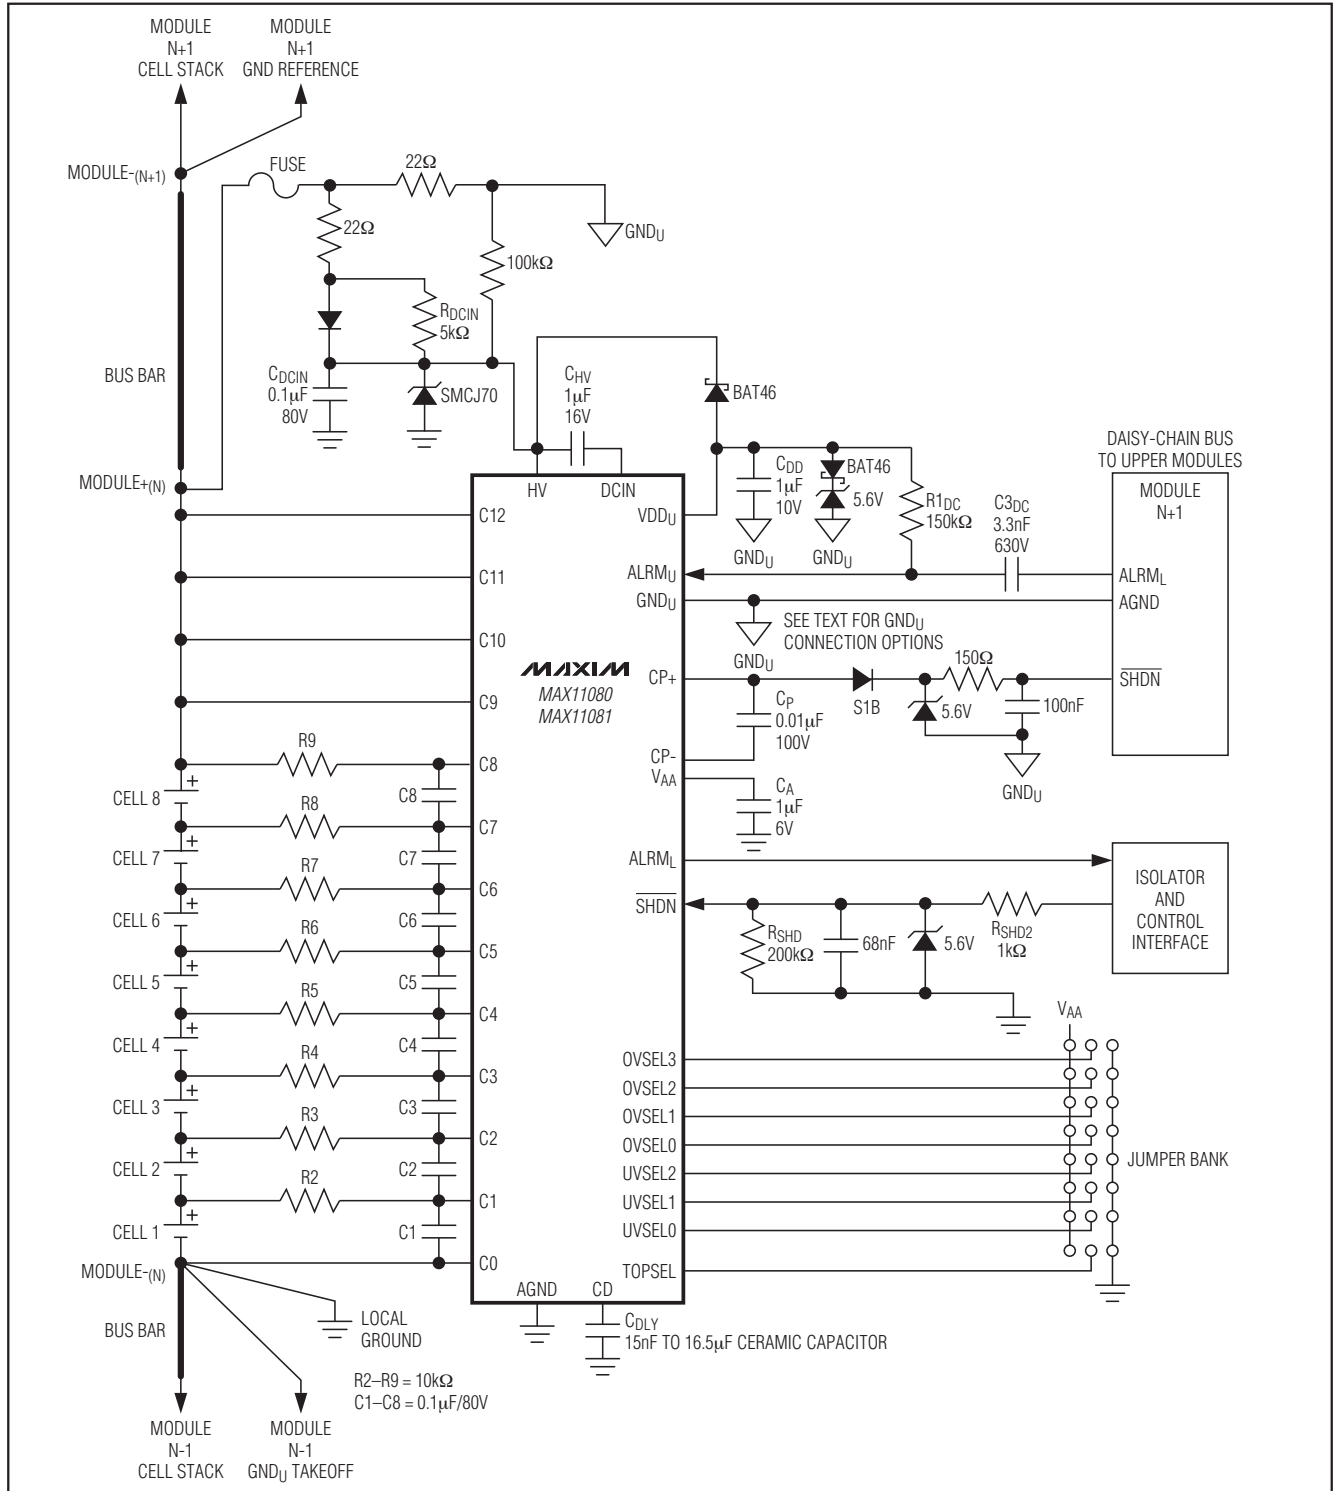 MODULE
N+1
CELL STACK
MODULE
N+1
GND REFERENCE
MODULE-(N+1)
FUSE
22Ω
22Ω
GNDU
100kΩ
RDCIN
5kΩ
BUS BAR
CDCIN
0.1µF
80V
SMCJ70
CHV
1µF
16V
BAT46
DAISY-CHAIN BUS
TO UPPER MODULES
MODULE
N+1
MODULE+(N)
HV
DCIN
CDD
1µF
10V
BAT46
5.6V
R1DC
150kΩ
C3DC
3.3nF
630V
C12
VDDU
GNDU
GNDU
C11
ALRMU
ALRML
GNDU
AGND
SEE TEXT FOR GNDU
CONNECTION OPTIONS
C10
GNDU
MAXIM
MAX11080
MAX11081
CP+
150Ω
SHDN
C9
CP
0.01µF
100V
S1B
5.6V
100nF
R9
CP-
C8
VAA
GNDU
CELL 8
+
C8
CA
1µF
6V
R8
C7
CELL 7
+
C7
ALRML
R7
C6
SHDN
ISOLATOR
AND
CONTROL
INTERFACE
CELL 6
+
C6
RSHD
200kΩ
68nF
5.6V
RSHD2
1kΩ
R6
C5
CELL 5
+
C5
R5
C4
VAA
CELL 4
+
C4
R4
C3
OVSEL3
CELL 3
+
C3
OVSEL2
R3
OVSEL1
C2
OVSEL0
CELL 2
+
C2
UVSEL2
JUMPER BANK
R2
C1
UVSEL1
CELL 1
+
C1
UVSEL0
MODULE-(N)
C0
TOPSEL
AGND
CD
BUS BAR
LOCAL
GROUND
CDLY
15nF TO 16.5µF CERAMIC CAPACITOR
R2–R9 = 10kΩ
C1–C8 = 0.1µF/80V
MODULE
N-1
CELL STACK
MODULE
N-1
GNDU TAKEOFF